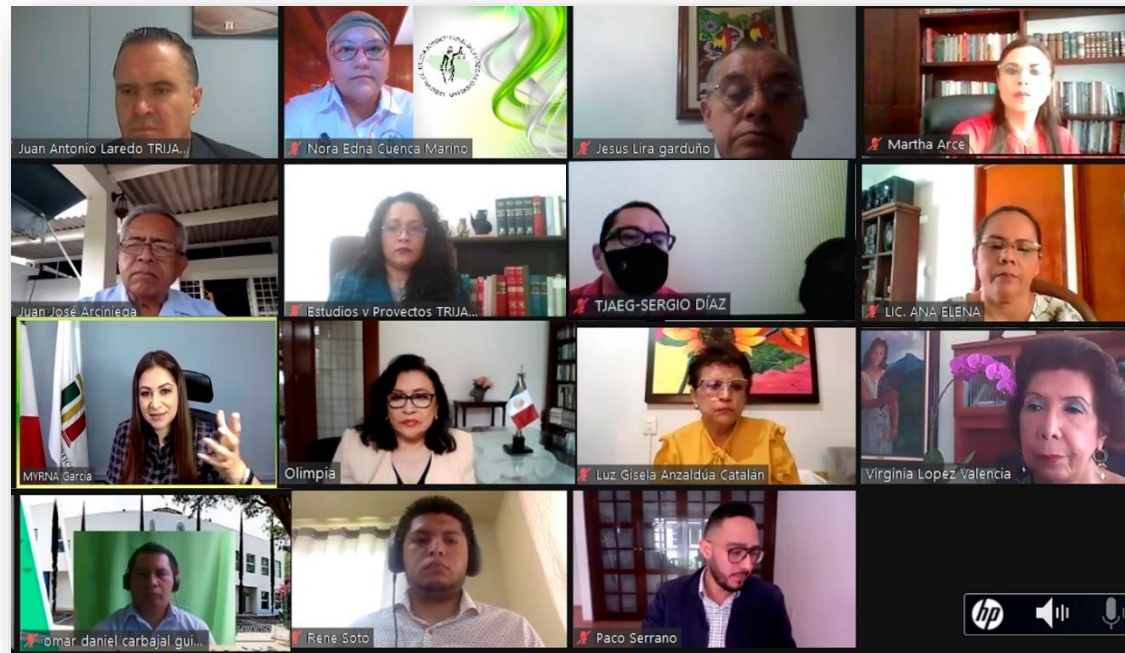 Juan Antonio Laredo TRIJA...
Nora Edna Cuenca Marino
Jesus Lira garduño
Martha Arce
Juan José Arciniega
Estudios y Proyectos TRIJA...
TJAEG-SERGIO DÍAZ
LIC. ANA ELENA
MYRNA Garcia
Olimpia
Luz Gisela Anzaldúa Catalán
Virginia Lopez Valencia
omar daniel carbajal gui...
Rene Soto
Paco Serrano
hp